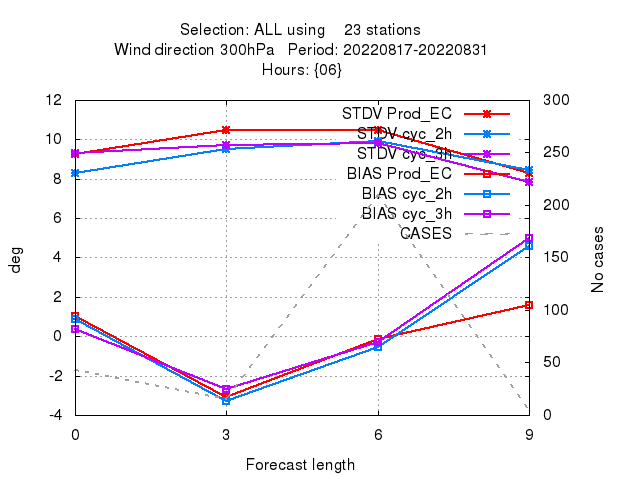 Selection: ALL using 23 stations
Wind direction 300hPa Period: 20220817-20220831
Hours: {06}
STDV Prod_EC
STDV cyc_2h
STDV cyc_3h
BIAS Prod_EC
BIAS cyc_2h
BIAS cyc_3h
CASES
12
10
8
6
4
2
0
-2
-4
300
250
200
150
100
50
0
deg
No cases
0 3 6 9
Forecast length